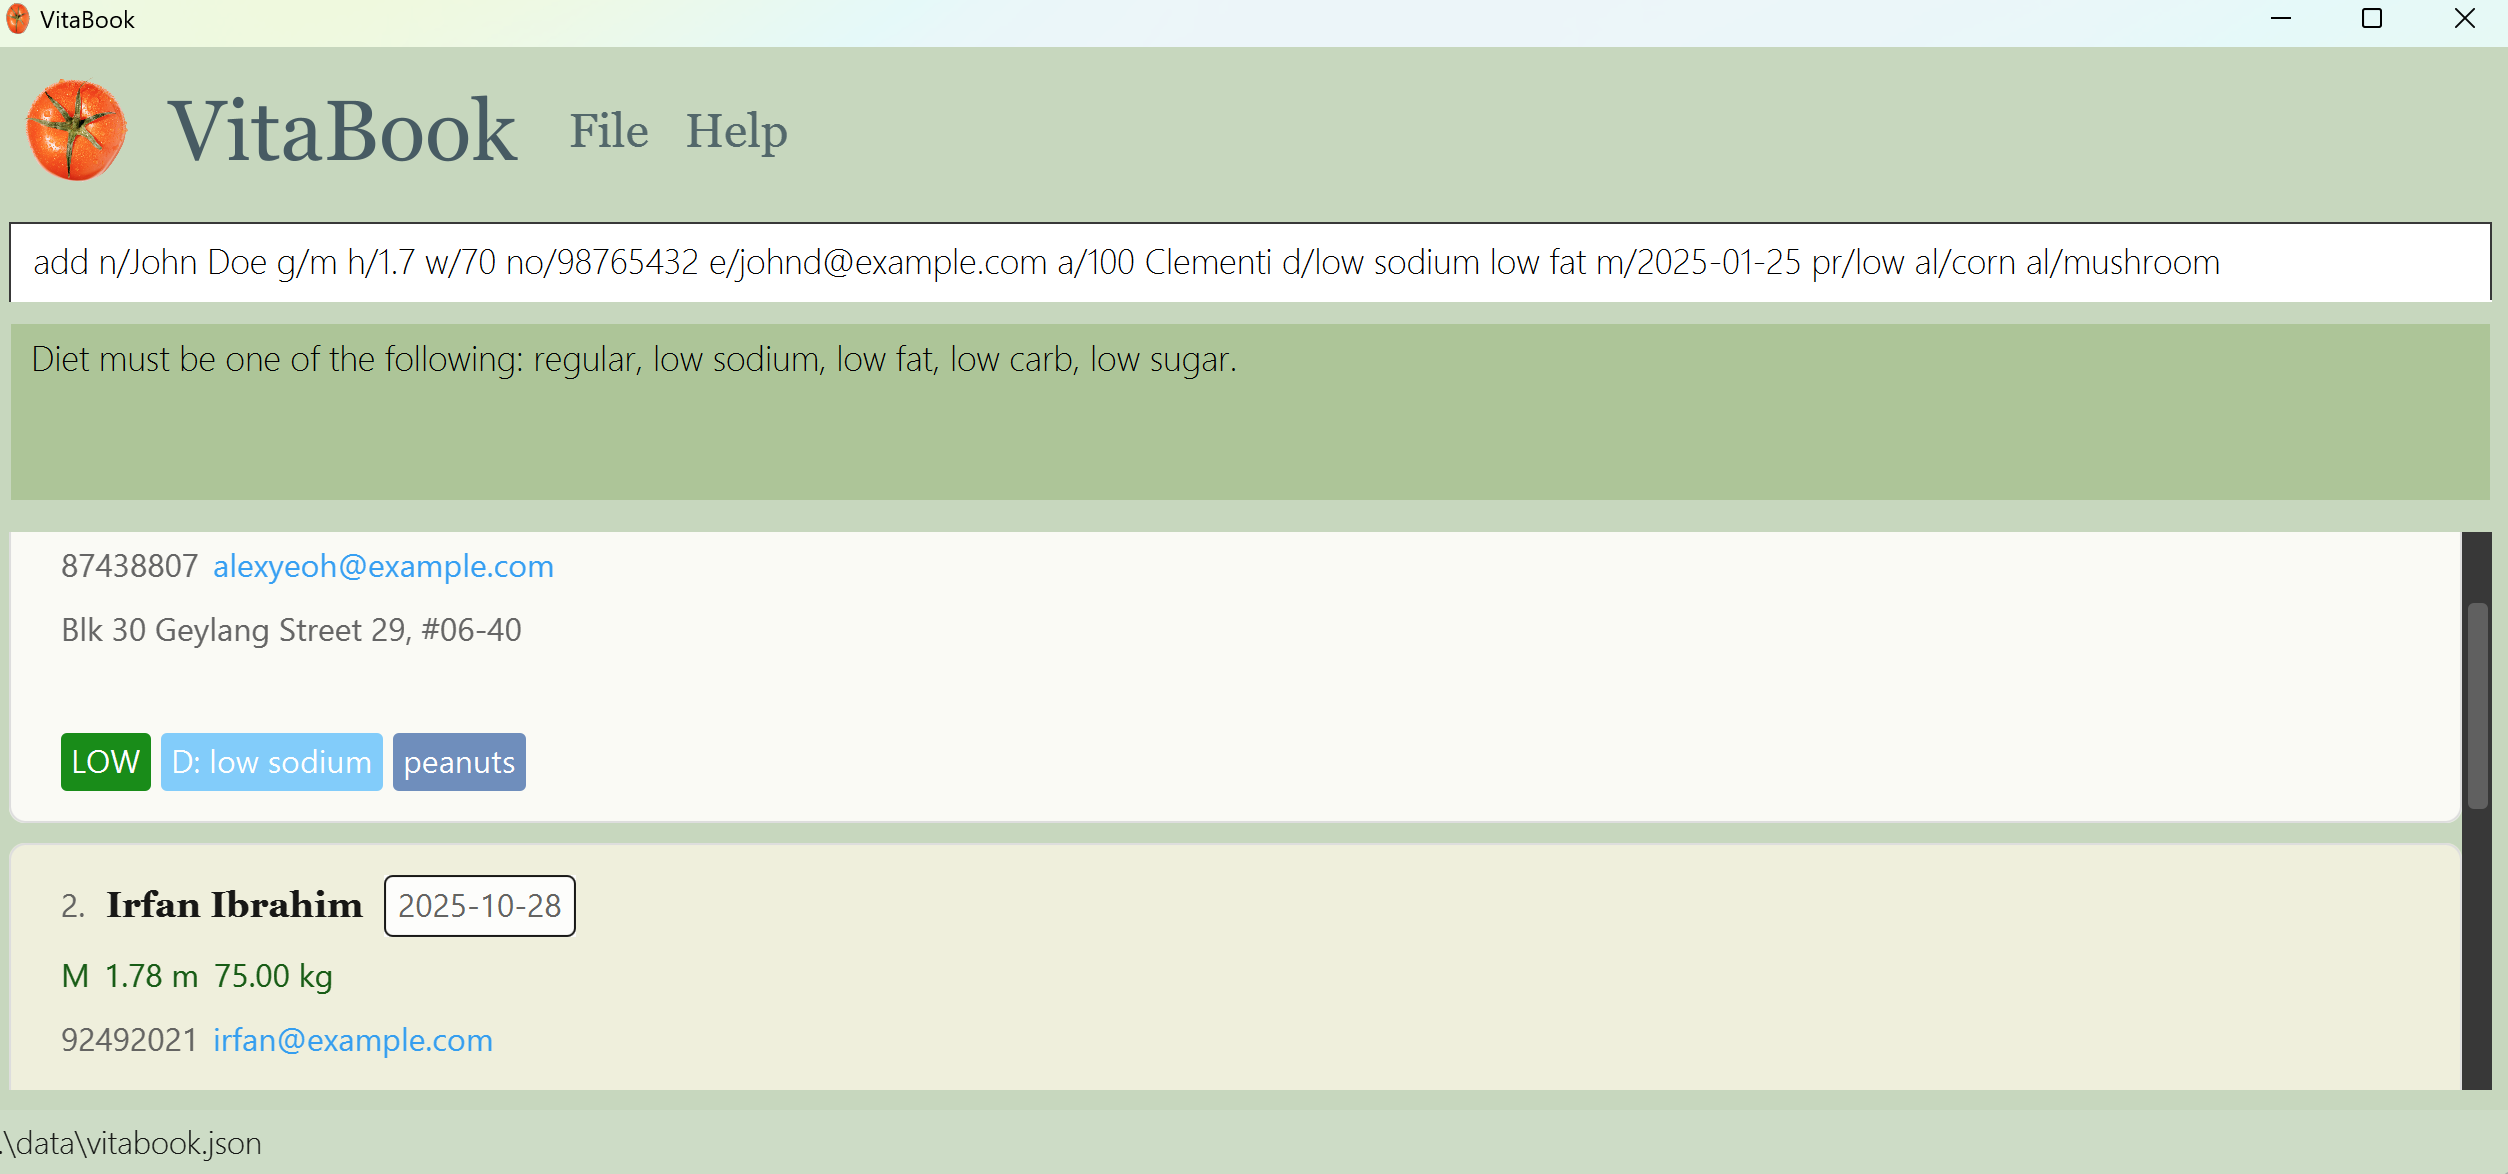 VitaBook
VitaBook File Help
add n/John Doe g/m h/1.7 w/70 no/98765432 e/johnd@example.com a/100 Clementi d/low sodium low fat m/2025-01-25 pr/low al/corn al/mushroom
Diet must be one of the following: regular, low sodium, low fat, low carb, low sugar.
87438807 alexyeoh@example.com
Blk 30 Geylang Street 29, #06-40
LOW D: low sodium peanuts
2. Irfan Ibrahim 2025-10-28
M 1.78 m 75.00 kg
92492021 irfan@example.com
.\data\vitabook.json